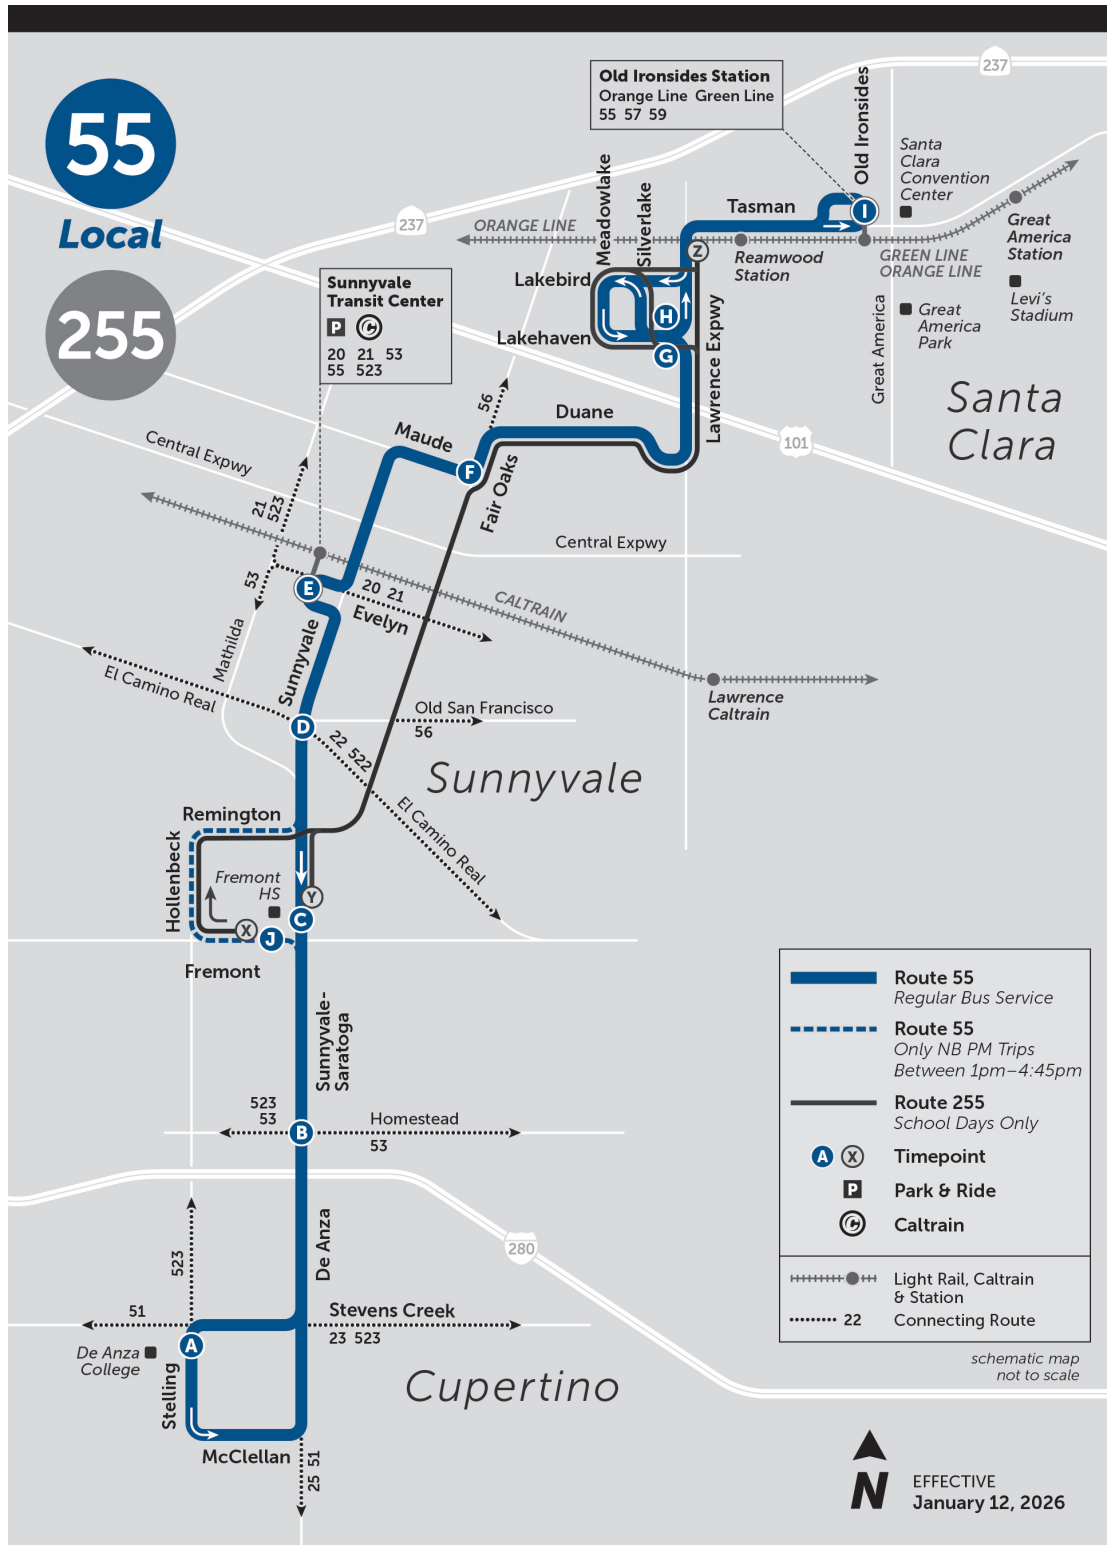 55
Local
255
Old Ironsides Station
Orange Line Green Line
55 57 59
237
Old Ironsides
Santa
Clara
Convention
Center
237
Meadowlake
Silverlake
Tasman
I
ORANGE LINE
Z
Reamwood
Station
GREEN LINE
ORANGE LINE
Great
America
Station
Sunnyvale
Transit Center
P
C
20 21 53
55 523
Lakebird
Lakehaven
H
G
Lawrence Expwy
Great America
Great
America
Park
Levi's
Stadium
Santa
Clara
101
56
Duane
Maude
F
Fair Oaks
Central Expwy
21
523
Central Expwy
53
E
20 21
Evelyn
CALTRAIN
Mathilda
Sunnyvale
El Camino Real
Lawrence
Caltrain
D
Old San Francisco
56
22 522
Sunnyvale
El Camino Real
Remington
Hollenbeck
Fremont
HS
Y
X
J
C
Fremont
Sunnyvale-
Saratoga
523
53
B
Homestead
53
De Anza
280
523
51
Stevens Creek
23 523
A
De Anza
College
Stelling
Cupertino
McClellan
25 51
Route 55
Regular Bus Service
Route 55
Only NB PM Trips
Between 1pm–4:45pm
Route 255
School Days Only
A X Timepoint
P Park & Ride
C Caltrain
Light Rail, Caltrain
& Station
22 Connecting Route
schematic map
not to scale
N
EFFECTIVE
January 12, 2026